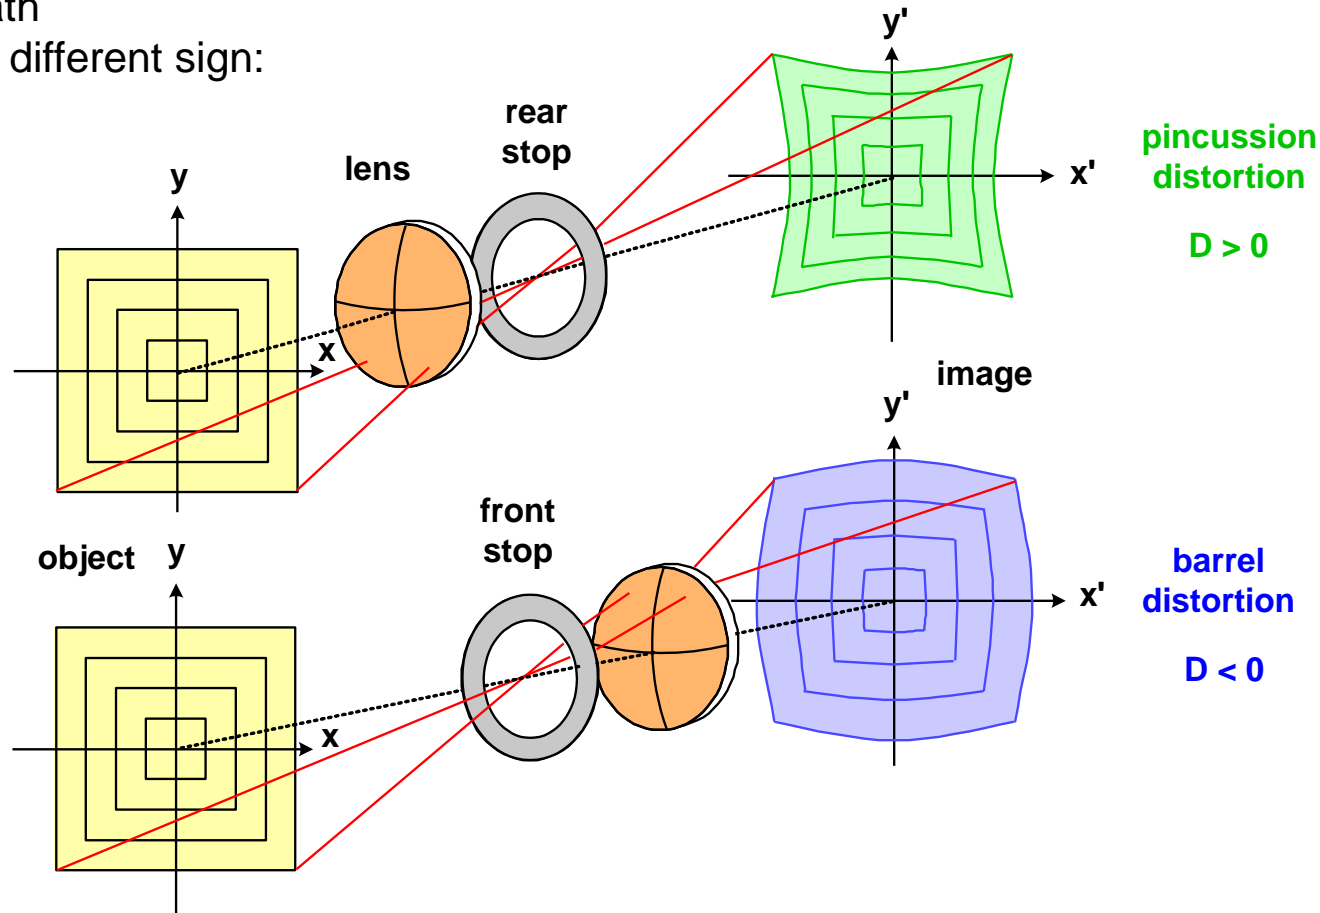 different sign:
y'
rear
stop
lens
y
pincussion
distortion
x'
D > 0
x
image
y'
front
stop
object
y
barrel
distortion
x'
D < 0
x